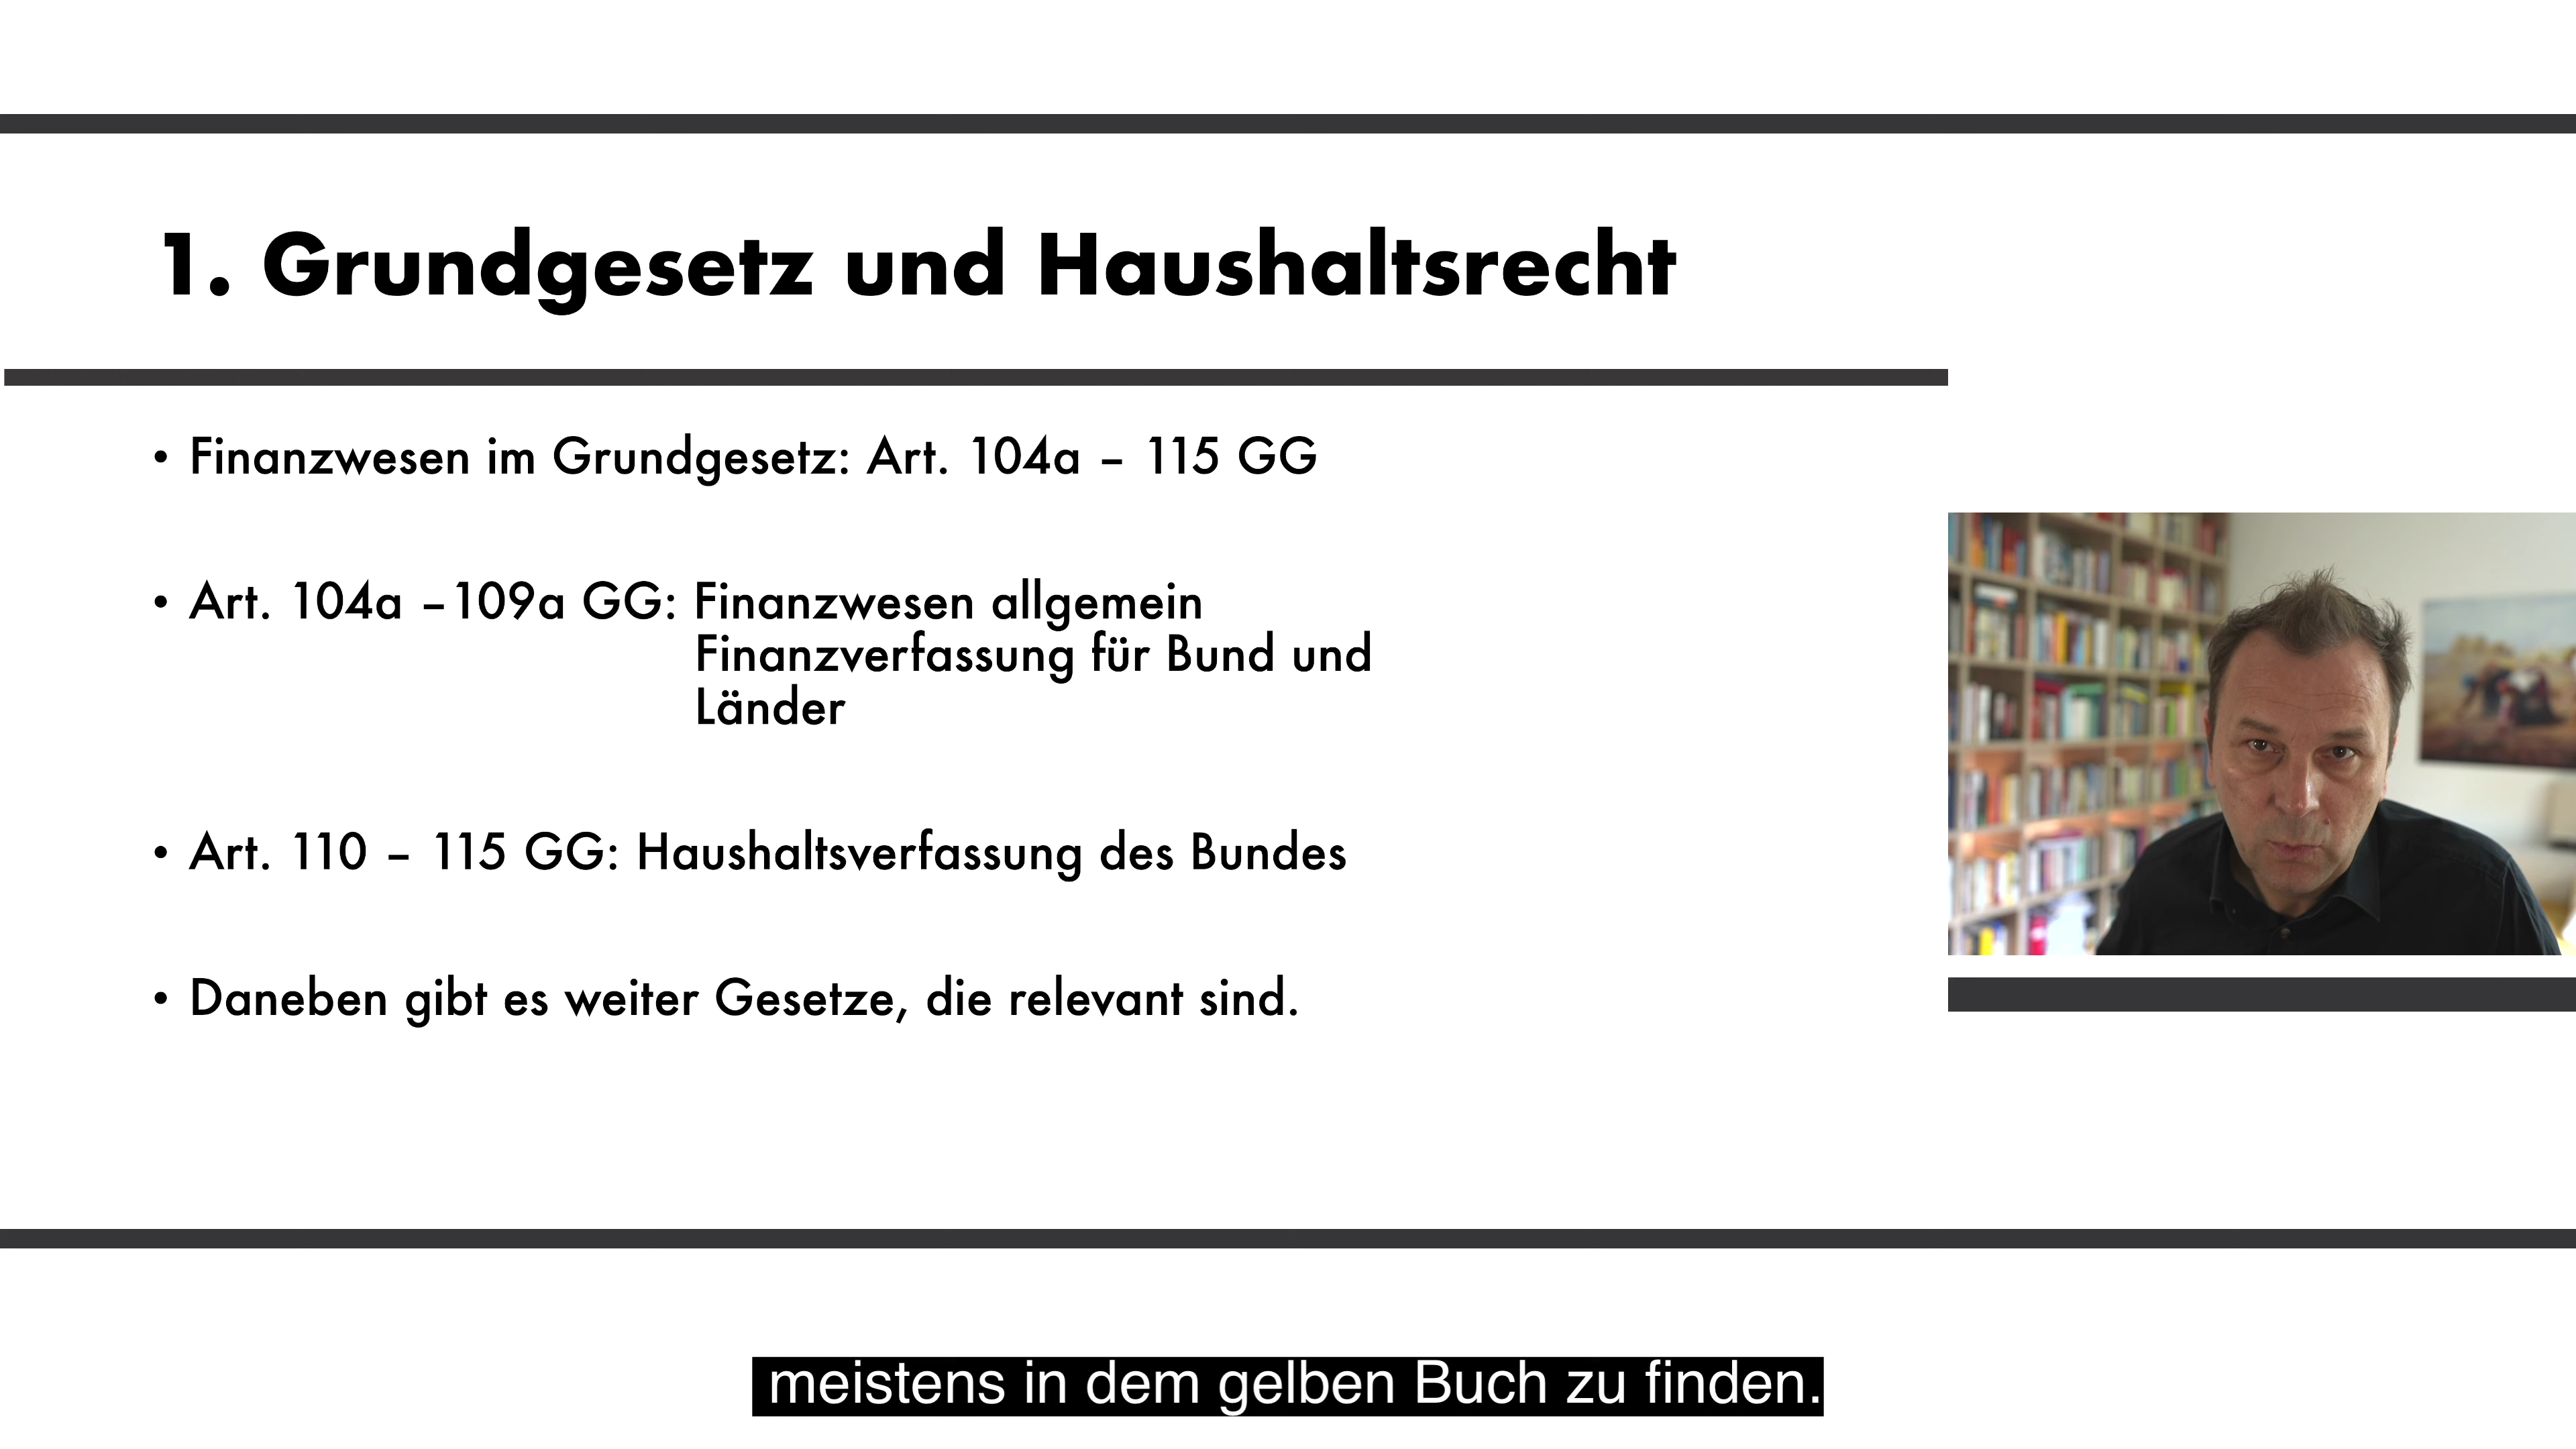 1. Grundgesetz und Haushaltsrecht
• Finanzwesen im Grundgesetz: Art. 104a – 115 GG
• Art. 104a –109a GG: Finanzwesen allgemein
Finanzverfassung für Bund und
Länder
• Art. 110 – 115 GG: Haushaltsverfassung des Bundes
• Daneben gibt es weiter Gesetze, die relevant sind.
meistens in dem gelben Buch zu finden.